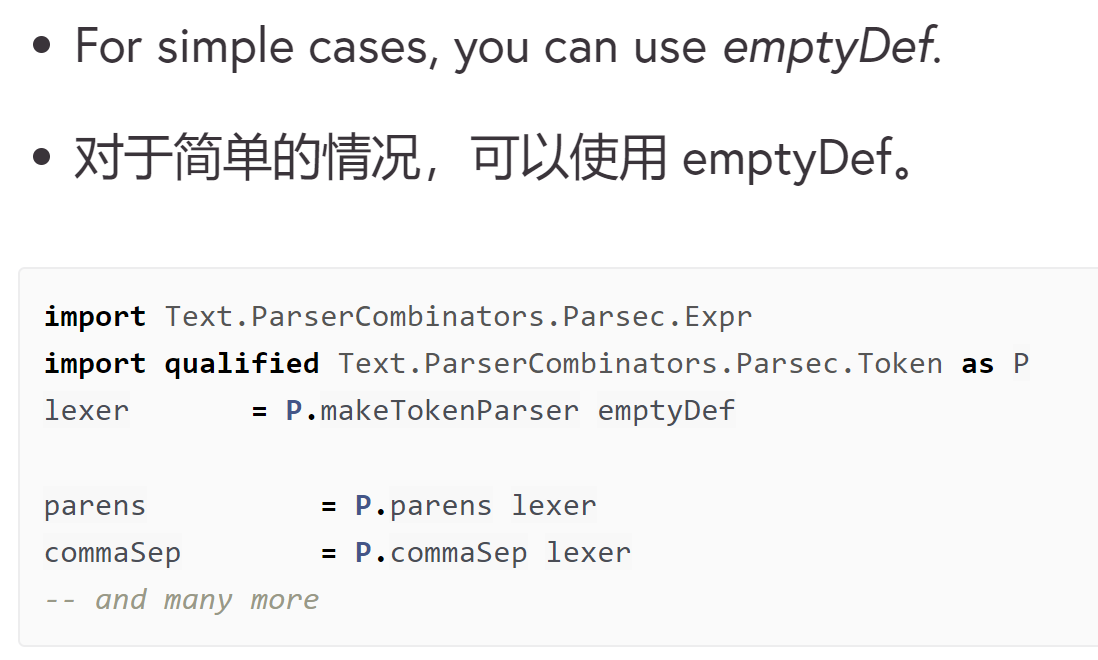 • For simple cases, you can use emptyDef.
• 对于简单的情况，可以使用 emptyDef。
import Text.ParserCombinators.Parsec.Expr
import qualified Text.ParserCombinators.Parsec.Token as P
lexer       = P.makeTokenParser emptyDef
parens          = P.parens lexer
commaSep        = P.commaSep lexer
-- and many more